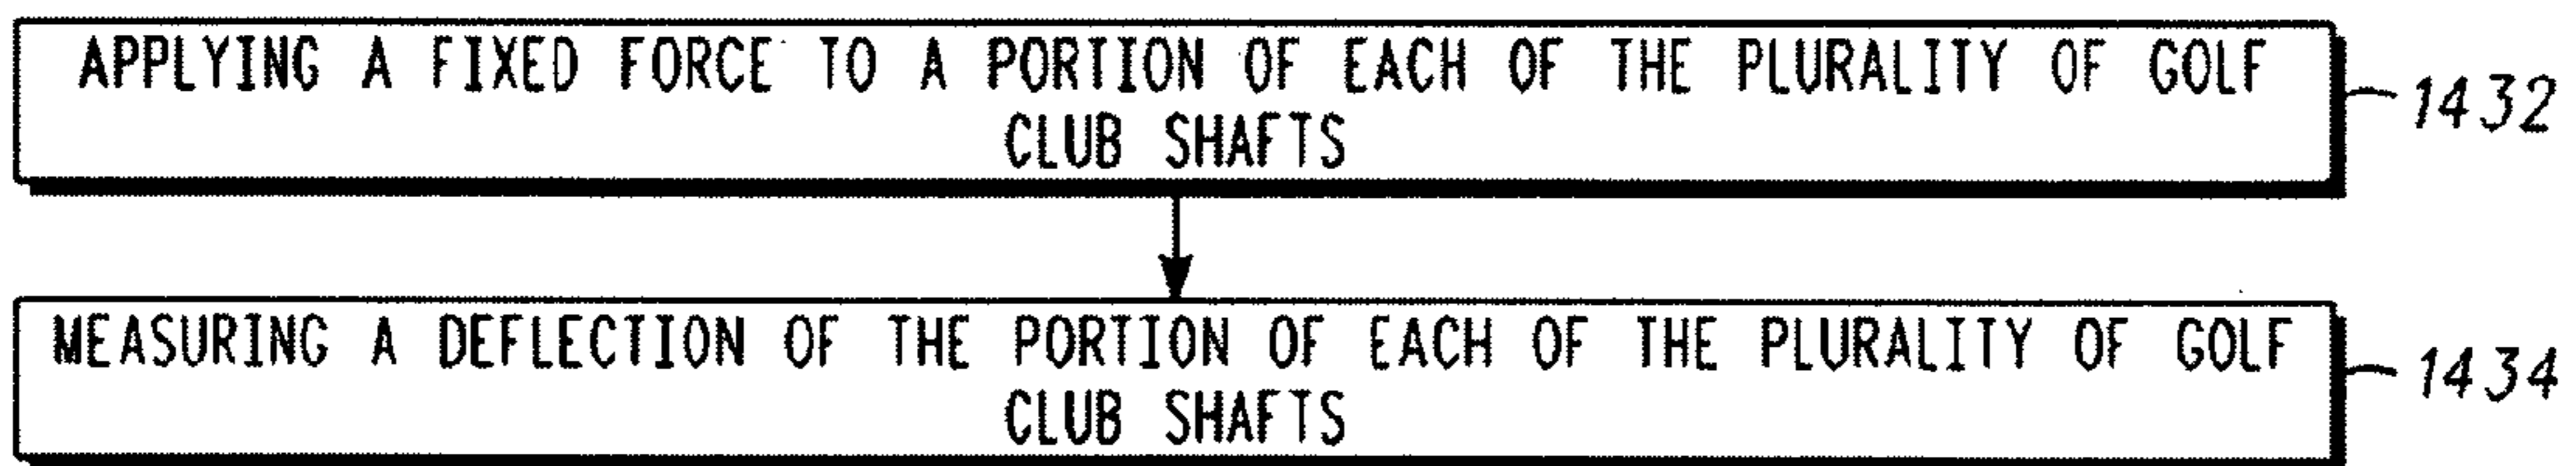 APPLYING A FIXED FORCE TO A PORTION OF EACH OF THE PLURALITY OF GOLF
CLUB SHAFTS
1432
MEASURING A DEFLECTION OF THE PORTION OF EACH OF THE PLURALITY OF GOLF
CLUB SHAFTS
1434